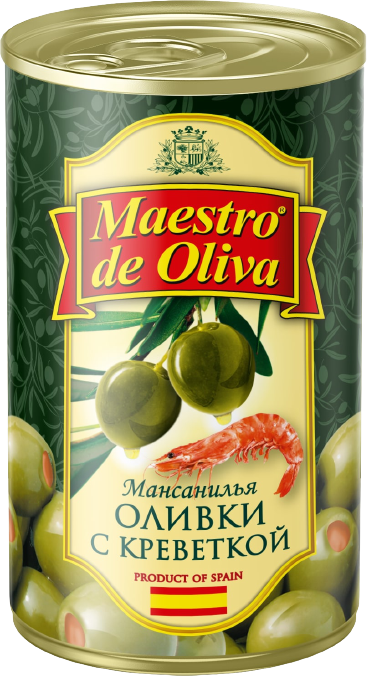 Maestro®
de Oliva
Мансанилья
ОЛИВКИ
С КРЕВЕТКОЙ
PRODUCT OF SPAIN